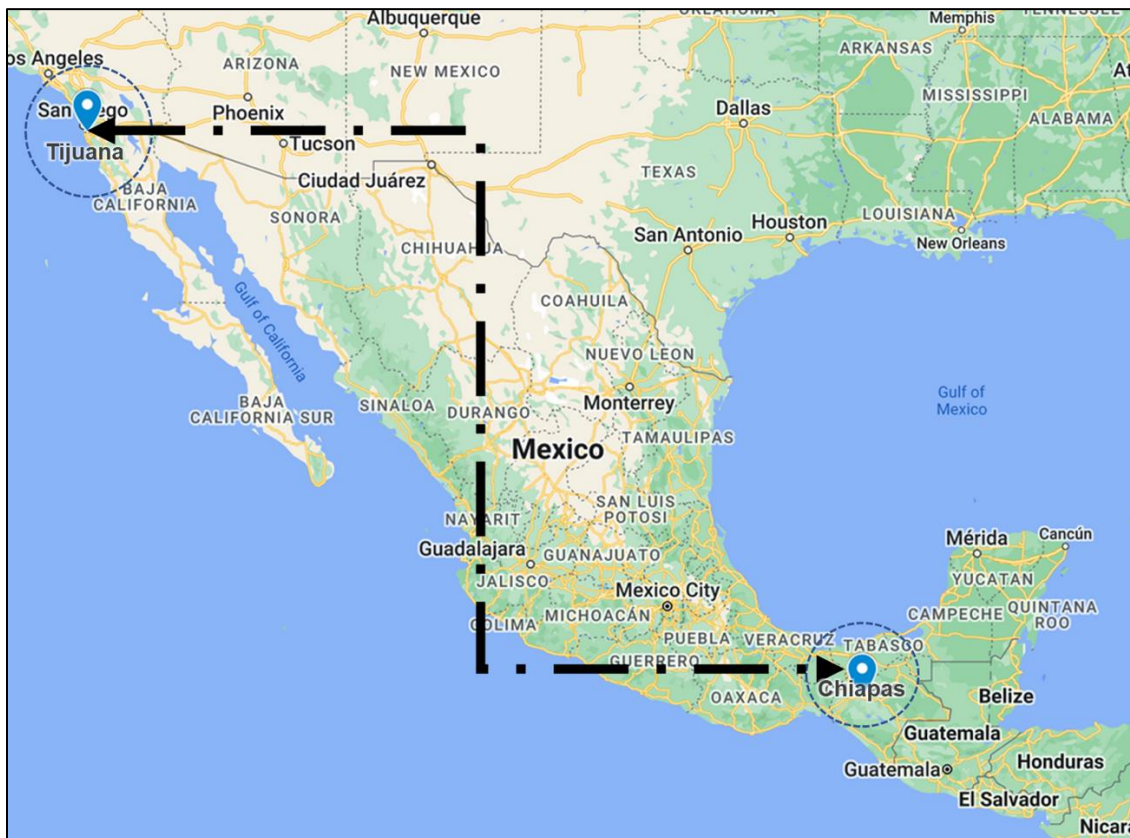 Albuquerque
OKLAHOMA
Memphis
TENNESSEE
os Angeles
ARIZONA
NEW MEXICO
ARKANSAS
At
San
ego
Phoenix
Dallas
MISSISSIPPI
ALABAMA
Tijuana
Tucson
Ciudad Juárez
TEXAS
BAJA
CALIFORNIA
SONORA
CHIHUAHUA
San Antonio
Houston
LOUISIANA
New Orleans
COAHUILA
Gulf of California
NUEVO LEON
BAJA
CALIFORNIA SUR
SINALOA
DURANGO
Monterrey
Gulf of
Mexico
Mexico
TAMAULIPAS
SAN LUIS
POTOSI
NAYARIT
Guadalajara
GUANAJUATO
Mérida
Cancún
JALISCO
YUCATAN
Mexico City
COLIMA
MICHOACÁN
CAMPECHE
QUINTANA
ROO
PUEBLA
VERACRUZ
TABASCO
GUERRERO
OAXACA
Chiapas
Belize
Guatemala
Guatemala
Honduras
El Salvador
Nicar